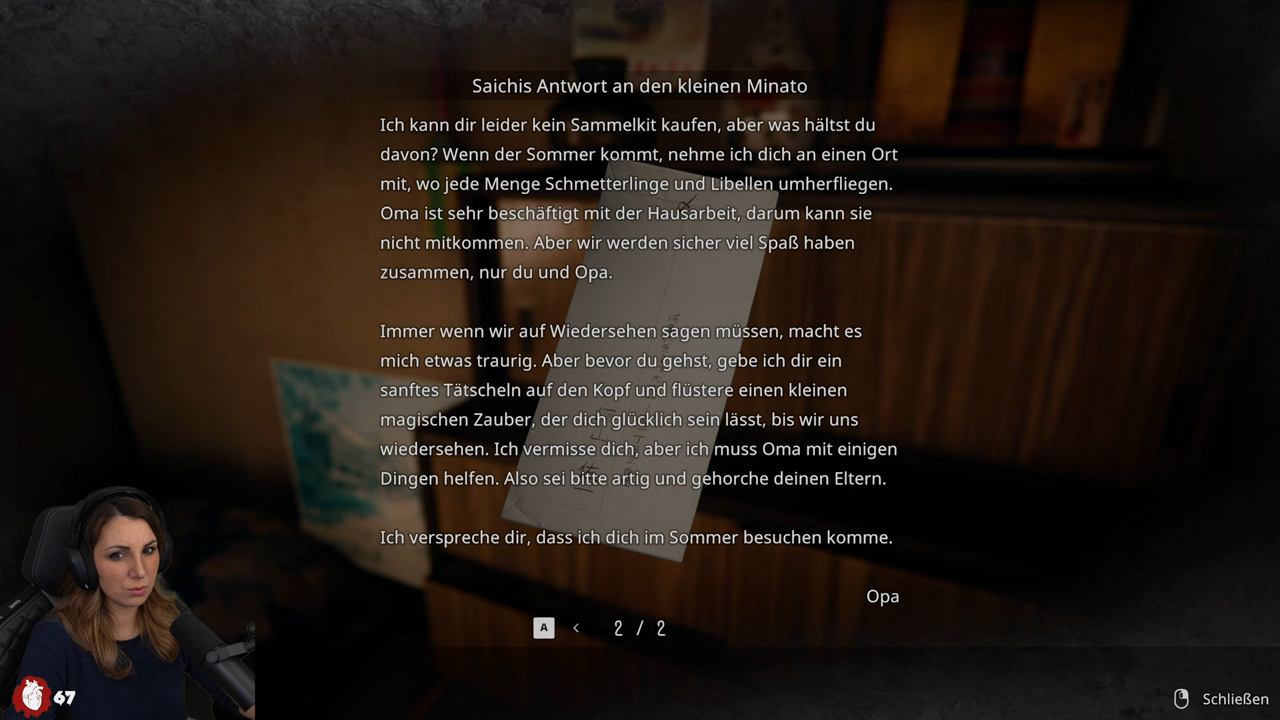 Saichis Antwort an den kleinen Minato
Ich kann dir leider kein Sammelkit kaufen, aber was hältst du
davon? Wenn der Sommer kommt, nehme ich dich an einen Ort
mit, wo jede Menge Schmetterlinge und Libellen umherfliegen.
Oma ist sehr beschäftigt mit der Hausarbeit, darum kann sie
nicht mitkommen. Aber wir werden sicher viel Spaß haben
zusammen, nur du und Opa.
Immer wenn wir auf Wiedersehen sagen müssen, macht es
mich etwas traurig. Aber bevor du gehst, gebe ich dir ein
sanftes Tätscheln auf den Kopf und flüstere einen kleinen
magischen Zauber, der dich glücklich sein lässt, bis wir uns
wiedersehen. Ich vermisse dich, aber ich muss Oma mit einigen
Dingen helfen. Also sei bitte artig und gehorche deinen Eltern.
Ich verspreche dir, dass ich dich im Sommer besuchen komme.
Opa
A < 2 / 2
67
Schließen